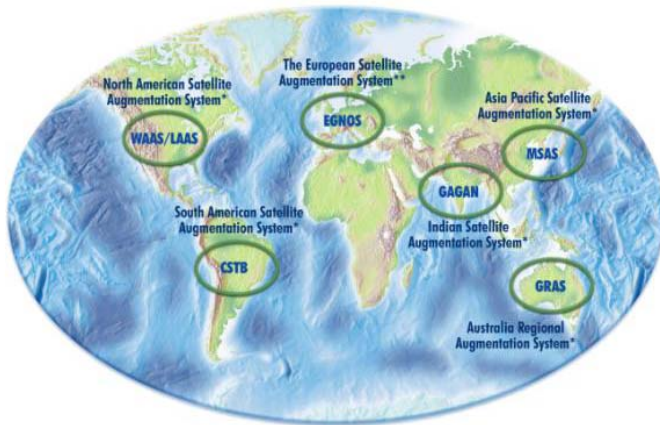 The European Satellite
Augmentation System**
EGNOS
North American Satellite
Augmentation System*
WAAS/LAAS
Asia Pacific Satellite
Augmentation System*
MSAS
GAGAN
Indian Satellite
Augmentation System*
South American Satellite
Augmentation System*
CSTB
GRAS
Australia Regional
Augmentation System*